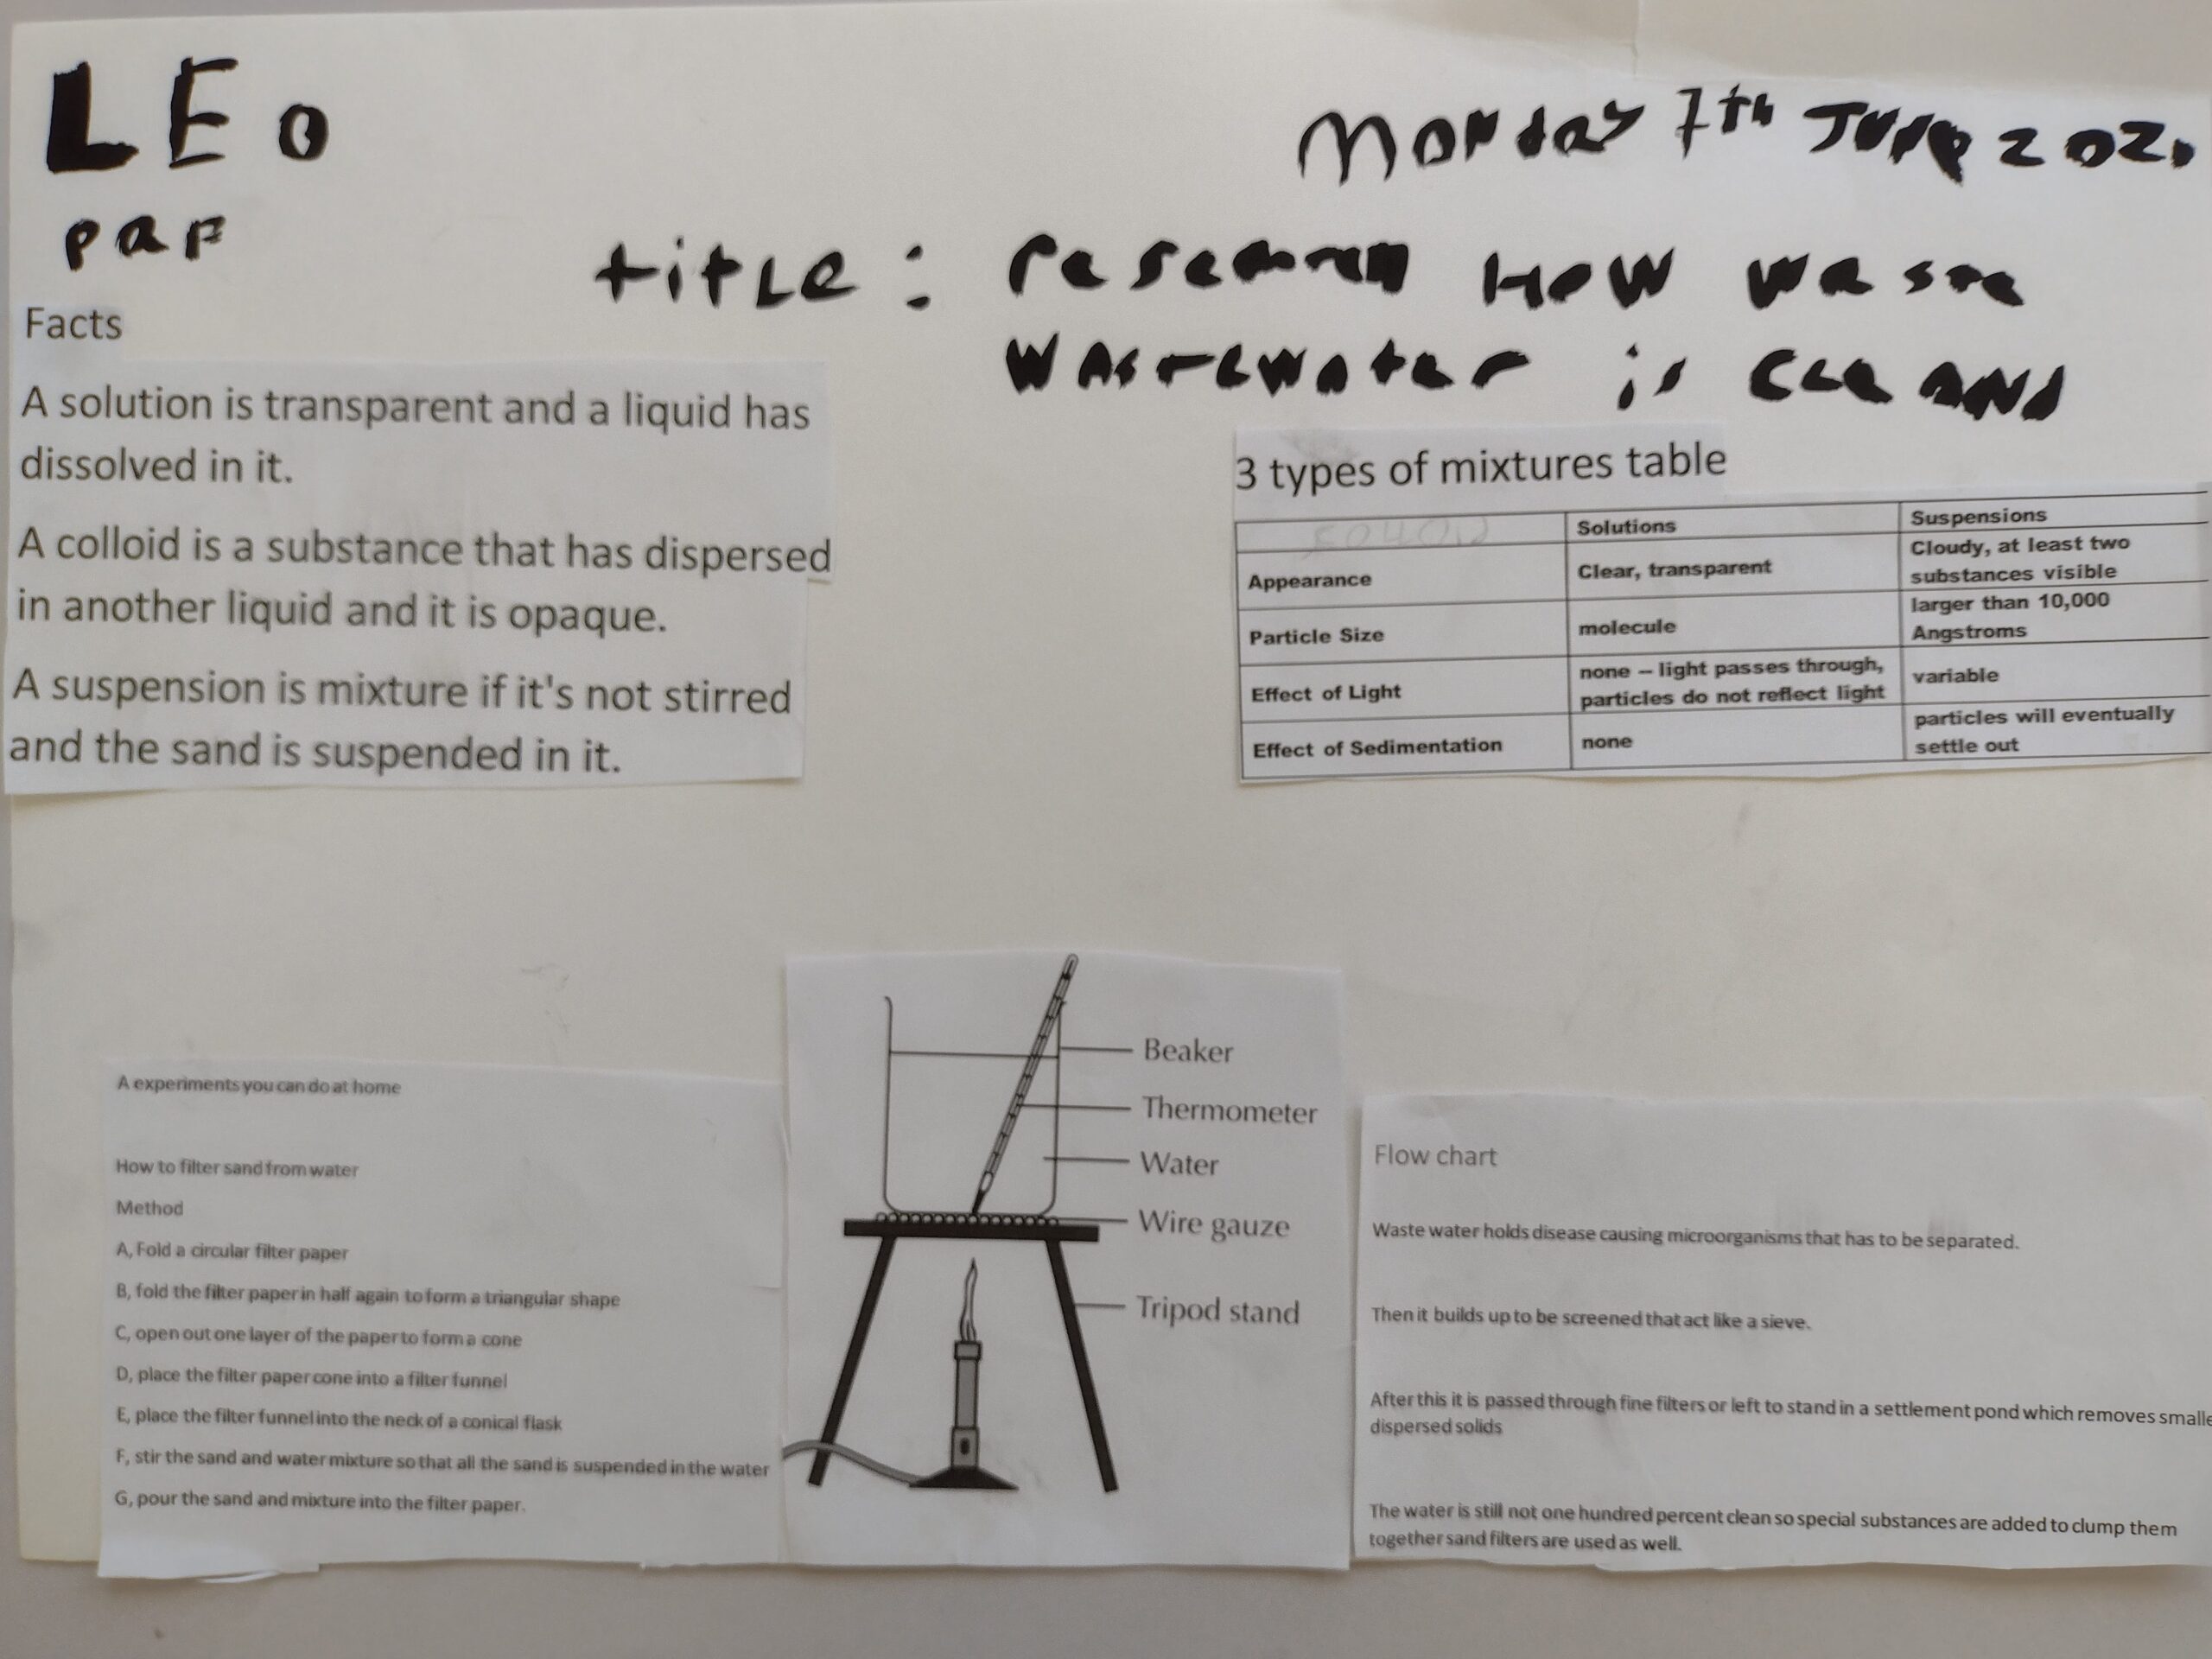 LEO
Monday 7th June 202
par
title: research How waste
Wastewater is cleand
Facts
A solution is transparent and a liquid has
dissolved in it.
A colloid is a substance that has dispersed
in another liquid and it is opaque.
A suspension is mixture if it's not stirred
and the sand is suspended in it.
3 types of mixtures table
Solutions
Suspensions
Appearance
Clear, transparent
Cloudy, at least two
substances visible
Particle Size
molecule
larger than 10,000
Angstroms
Effect of Light
none – light passes through,
particles do not reflect light
variable
Effect of Sedimentation
none
particles will eventually
settle out
A experiments you can do at home
How to filter sand from water
Method
A, Fold a circular filter paper
B, fold the filter paper in half again to form a triangular shape
C, open out one layer of the paper to form a cone
D, place the filter paper cone into a filter funnel
E, place the filter funnel into the neck of a conical flask
F, stir the sand and water mixture so that all the sand is suspended in the water
G, pour the sand and mixture into the filter paper.
Beaker
Thermometer
Water
Wire gauze
Tripod stand
Flow chart
Waste water holds disease causing microorganisms that has to be separated.
Then it builds up to be screened that act like a sieve.
After this it is passed through fine filters or left to stand in a settlement pond which removes smalle
dispersed solids
The water is still not one hundred percent clean so special substances are added to clump them
together sand filters are used as well.